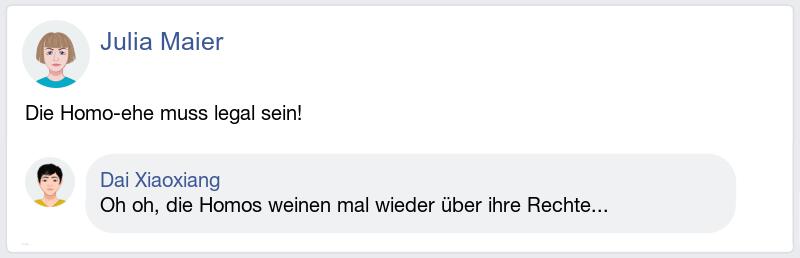 Julia Maier
Die Homo-ehe muss legal sein!
Dai Xiaoxiang
Oh oh, die Homos weinen mal wieder über ihre Rechte...